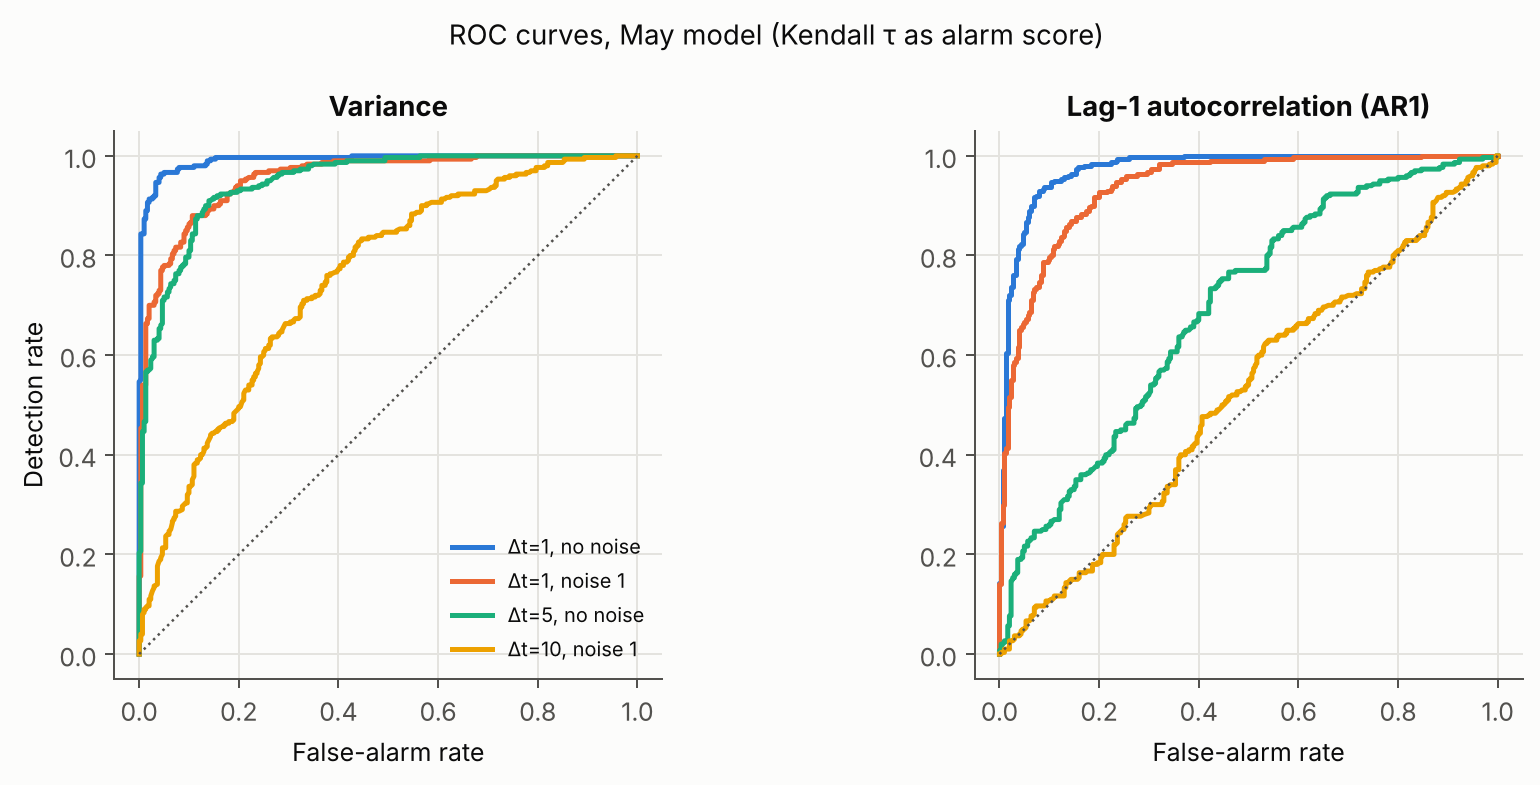 ROC curves, May model (Kendall τ as alarm score)
Variance
Detection rate
1.0
0.8
0.6
0.4
0.2
0.0
Δt=1, no noise
Δt=1, noise 1
Δt=5, no noise
Δt=10, noise 1
0.0 0.2 0.4 0.6 0.8 1.0
False-alarm rate
Lag-1 autocorrelation (AR1)
1.0
0.8
0.6
0.4
0.2
0.0
0.0 0.2 0.4 0.6 0.8 1.0
False-alarm rate